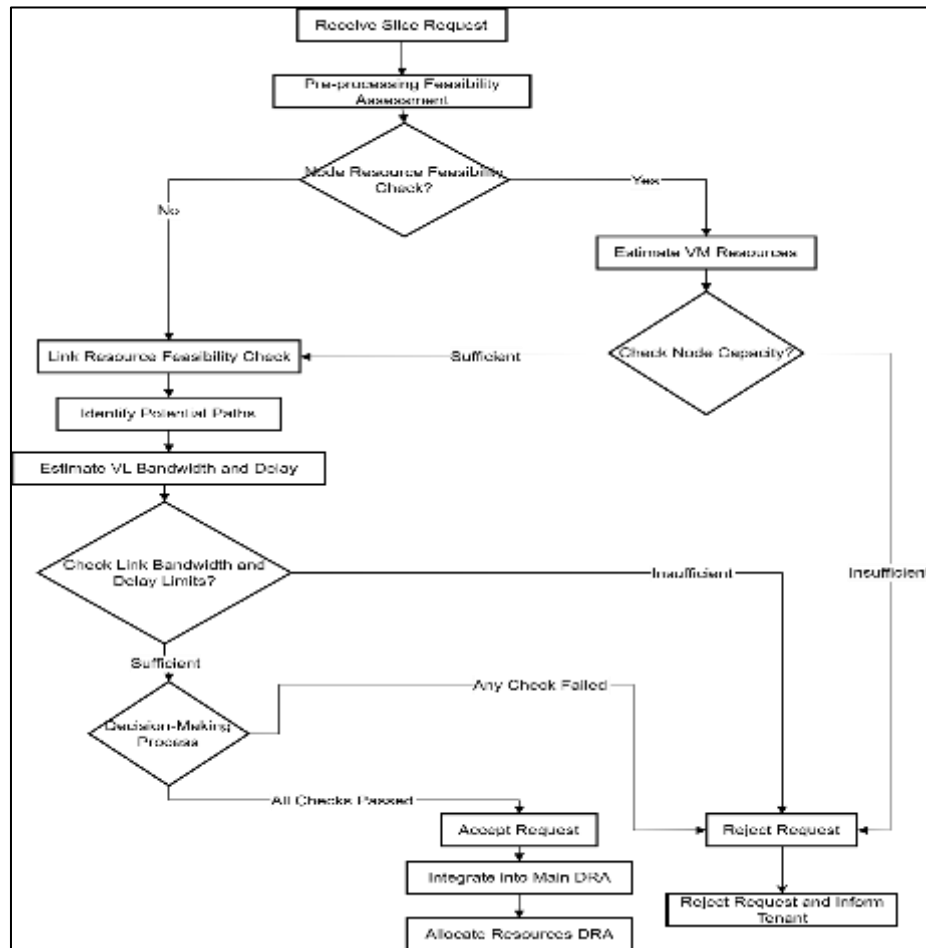 Receive Slice Request
Pre-processing Feasibility
Assessment
Node Resource Feasibility
Check?
No
Yes
Estimate VM Resources
Link Resource Feasibility Check
Sufficient
Check Node Capacity?
Identify Potential Paths
Estimate VL Bandwidth and Delay
Check Link Bandwidth and
Delay Limits?
Insufficient
Insufficient
Sufficient
Any Check Failed
Decision-Making
Process
All Checks Passed
Accept Request
Reject Request
Integrate into Main DRA
Reject Request and Inform
Tenant
Allocate Resources DRA